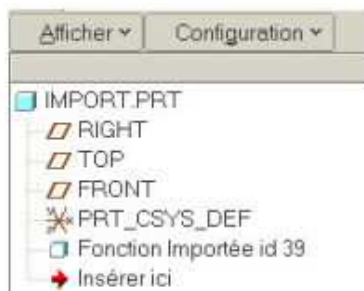 Afficher Configuration
IMPORT.PRT
RIGHT
TOP
FRONT
PRT_CSYS_DEF
Fonction Importée id 39
Insérer ici